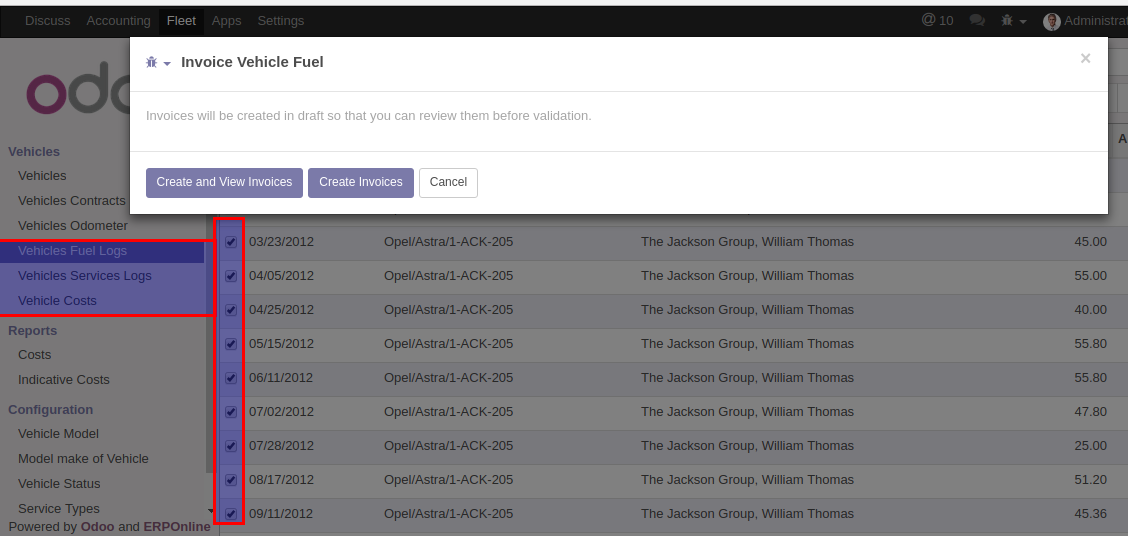 Discuss Accounting Fleet Apps Settings @ 10 Administrat
Invoice Vehicle Fuel ×
Invoices will be created in draft so that you can review them before validation.
Create and View Invoices Create Invoices Cancel
odo
Vehicles
Vehicles
Vehicles Contracts
Vehicles Odometer
Vehicles Fuel Logs
Vehicles Services Logs
Vehicle Costs
Reports
Costs
Indicative Costs
Configuration
Vehicle Model
Model make of Vehicle
Vehicle Status
Service Types
Powered by Odoo and ERPOnline
A
03/23/2012 Opel/Astra/1-ACK-205 The Jackson Group, William Thomas 45.00
04/05/2012 Opel/Astra/1-ACK-205 The Jackson Group, William Thomas 55.00
04/25/2012 Opel/Astra/1-ACK-205 The Jackson Group, William Thomas 40.00
05/15/2012 Opel/Astra/1-ACK-205 The Jackson Group, William Thomas 55.80
06/11/2012 Opel/Astra/1-ACK-205 The Jackson Group, William Thomas 55.80
07/02/2012 Opel/Astra/1-ACK-205 The Jackson Group, William Thomas 47.80
07/28/2012 Opel/Astra/1-ACK-205 The Jackson Group, William Thomas 25.00
08/17/2012 Opel/Astra/1-ACK-205 The Jackson Group, William Thomas 51.20
09/11/2012 Opel/Astra/1-ACK-205 The Jackson Group, William Thomas 45.36